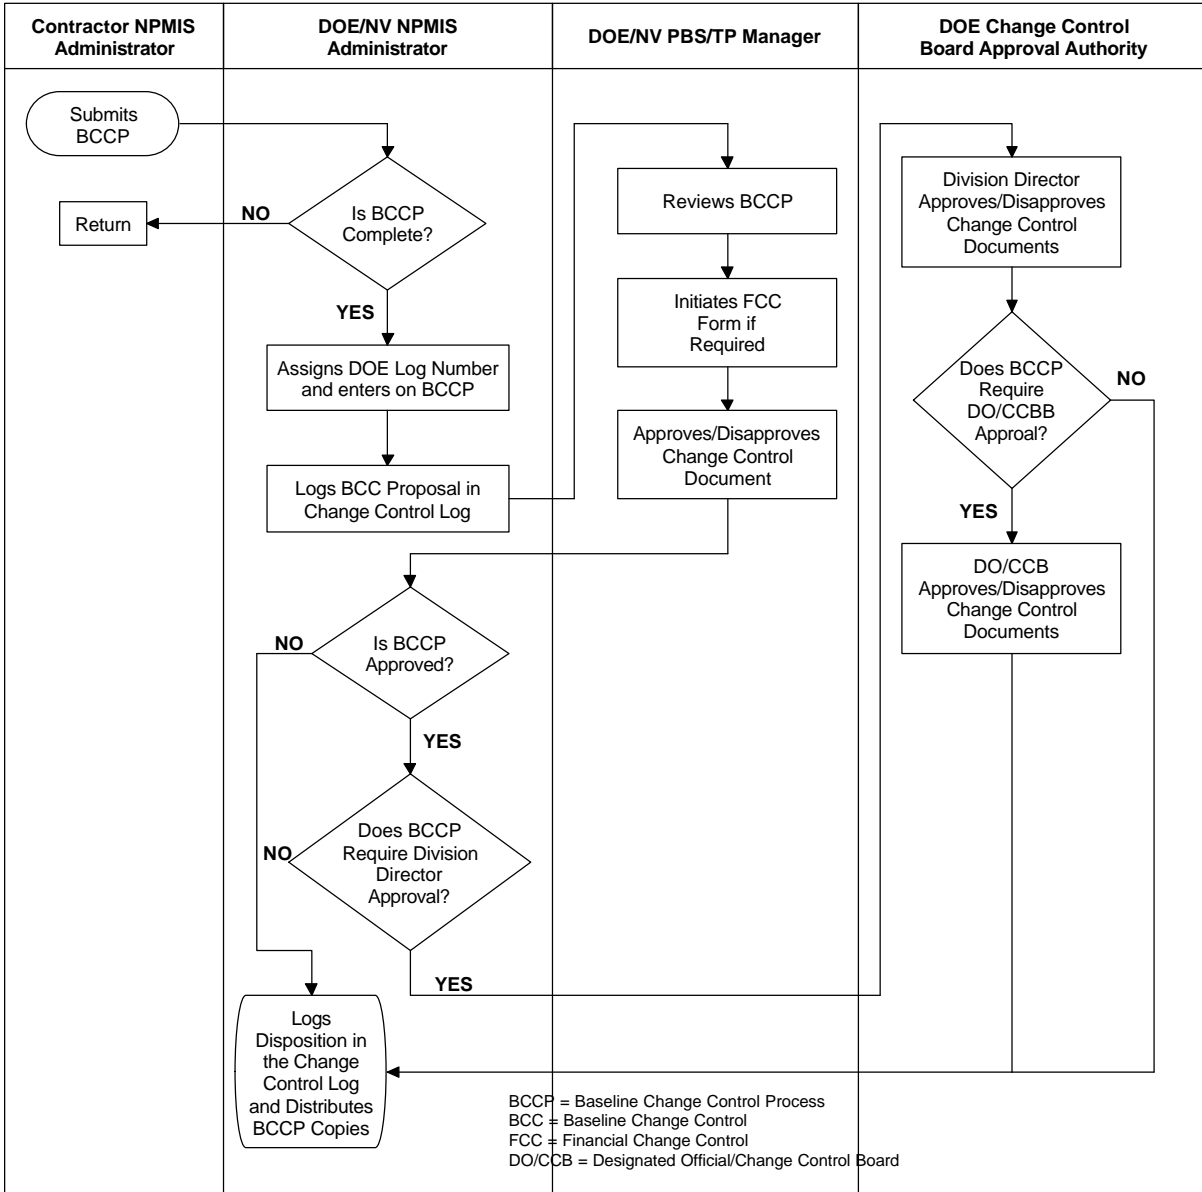 Contractor NPMIS
Administrator
DOE/NV NPMIS
Administrator
DOE/NV PBS/TP Manager
DOE Change Control
Board Approval Authority
Submits
BCCP
Return
NO
Is BCCP
Complete?
YES
Assigns DOE Log Number
and enters on BCCP
Logs BCC Proposal in
Change Control Log
Reviews BCCP
Initiates FCC
Form if
Required
Approves/Disapproves
Change Control
Document
NO
Is BCCP
Approved?
YES
NO
Does BCCP
Require Division
Director
Approval?
YES
Division Director
Approves/Disapproves
Change Control
Documents
Does BCCP
Require
DO/CCBB
Approal?
NO
YES
DO/CCB
Approves/Disapproves
Change Control
Documents
Logs
Disposition in
the Change
Control Log
and Distributes
BCCP Copies
BCCP = Baseline Change Control Process
BCC = Baseline Change Control
FCC = Financial Change Control
DO/CCB = Designated Official/Change Control Board